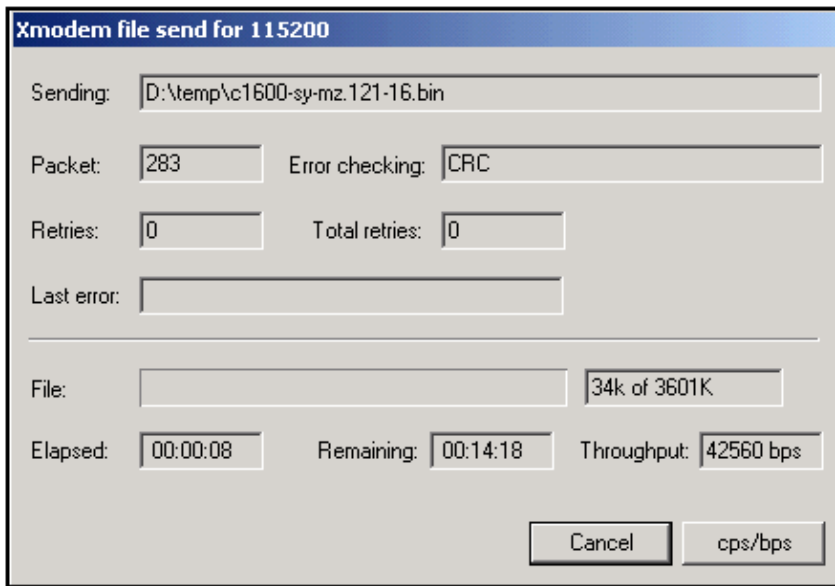 Xmodem file send for 115200
Sending: D:\temp\c1600-sy-mz.121-16.bin
Packet: 283 Error checking: CRC
Retries: 0 Total retries: 0
Last error:
File: 34k of 3601K
Elapsed: 00:00:08 Remaining: 00:14:18 Throughput: 42560 bps
Cancel cps/bps